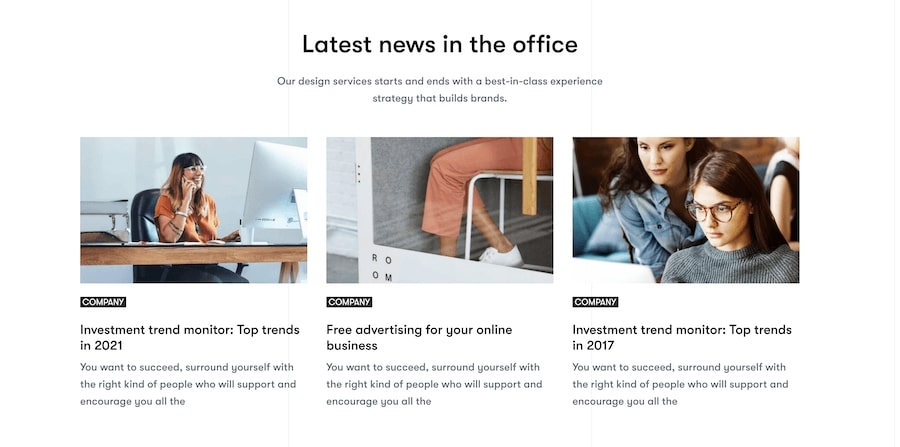 Latest news in the office
Our design services starts and ends with a best-in-class experience
strategy that builds brands.
R O
O M
COMPANY
COMPANY
COMPANY
Investment trend monitor: Top trends
in 2021
You want to succeed, surround yourself with
the right kind of people who will support and
encourage you all the
Free advertising for your online
business
You want to succeed, surround yourself with
the right kind of people who will support and
encourage you all the
Investment trend monitor: Top trends
in 2017
You want to succeed, surround yourself with
the right kind of people who will support and
encourage you all the